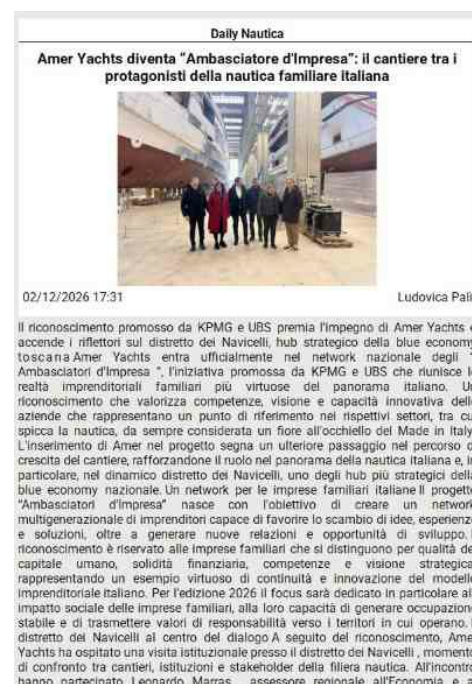 Daily Nautica
Amer Yachts diventa "Ambasciatore d'Impresa": il cantiere tra i
protagonisti della nautica familiare italiana
02/12/2026 17:31
Ludovica Pali
Il riconoscimento promosso da KPMG e UBS premia l'impegno di Amer Yachts e
accende i riflettori sul distretto dei Navicelli, hub strategico della blue economy
toscana Amer Yachts entra ufficialmente nel network nazionale degli "
Ambasciatori d'Impresa ", l'iniziativa promossa da KPMG e UBS che riunisce le
realtà imprenditoriali familiari più virtuose del panorama italiano. Un
riconoscimento che valorizza competenze, visione e capacità innovativa delle
aziende che rappresentano un punto di riferimento nei rispettivi settori, tra cu
spicca la nautica, da sempre considerata un fiore all'occhiello del Made in Italy
L'inserimento di Amer nel progetto segna un ulteriore passaggio nel percorso d
crescita del cantiere, rafforzandone il ruolo nel panorama della nautica italiana e, in
particolare, nel dinamico distretto dei Navicelli, uno degli hub più strategici della
blue economy nazionale. Un network per le imprese familiari italiane Il progetto
"Ambasciatori d'Impresa" nasce con l'obiettivo di creare un network
multigenerazionale di imprenditori capace di favorire lo scambio di idee, esperienze
e soluzioni, oltre a generare nuove relazioni e opportunità di sviluppo.
riconoscimento è riservato alle imprese familiari che si distinguono per qualità de
capitale umano, solidità finanziaria, competenze e visione strategica
rappresentando un esempio virtuoso di continuità e innovazione del modello
imprenditoriale italiano. Per l'edizione 2026 il focus sarà dedicato in particolare all
impatto sociale delle imprese familiari, alla loro capacità di generare occupazione
stabile e di trasmettere valori di responsabilità verso i territori in cui operano.
distretto dei Navicelli al centro del dialogo A seguito del riconoscimento, Ame
Yachts ha ospitato una visita istituzionale presso il distretto dei Navicelli , momento
di confronto tra cantieri, istituzioni e stakeholder della filiera nautica. All'incontro
hanno partecipato Leonardo Marras , assessore regionale all'Economia e a